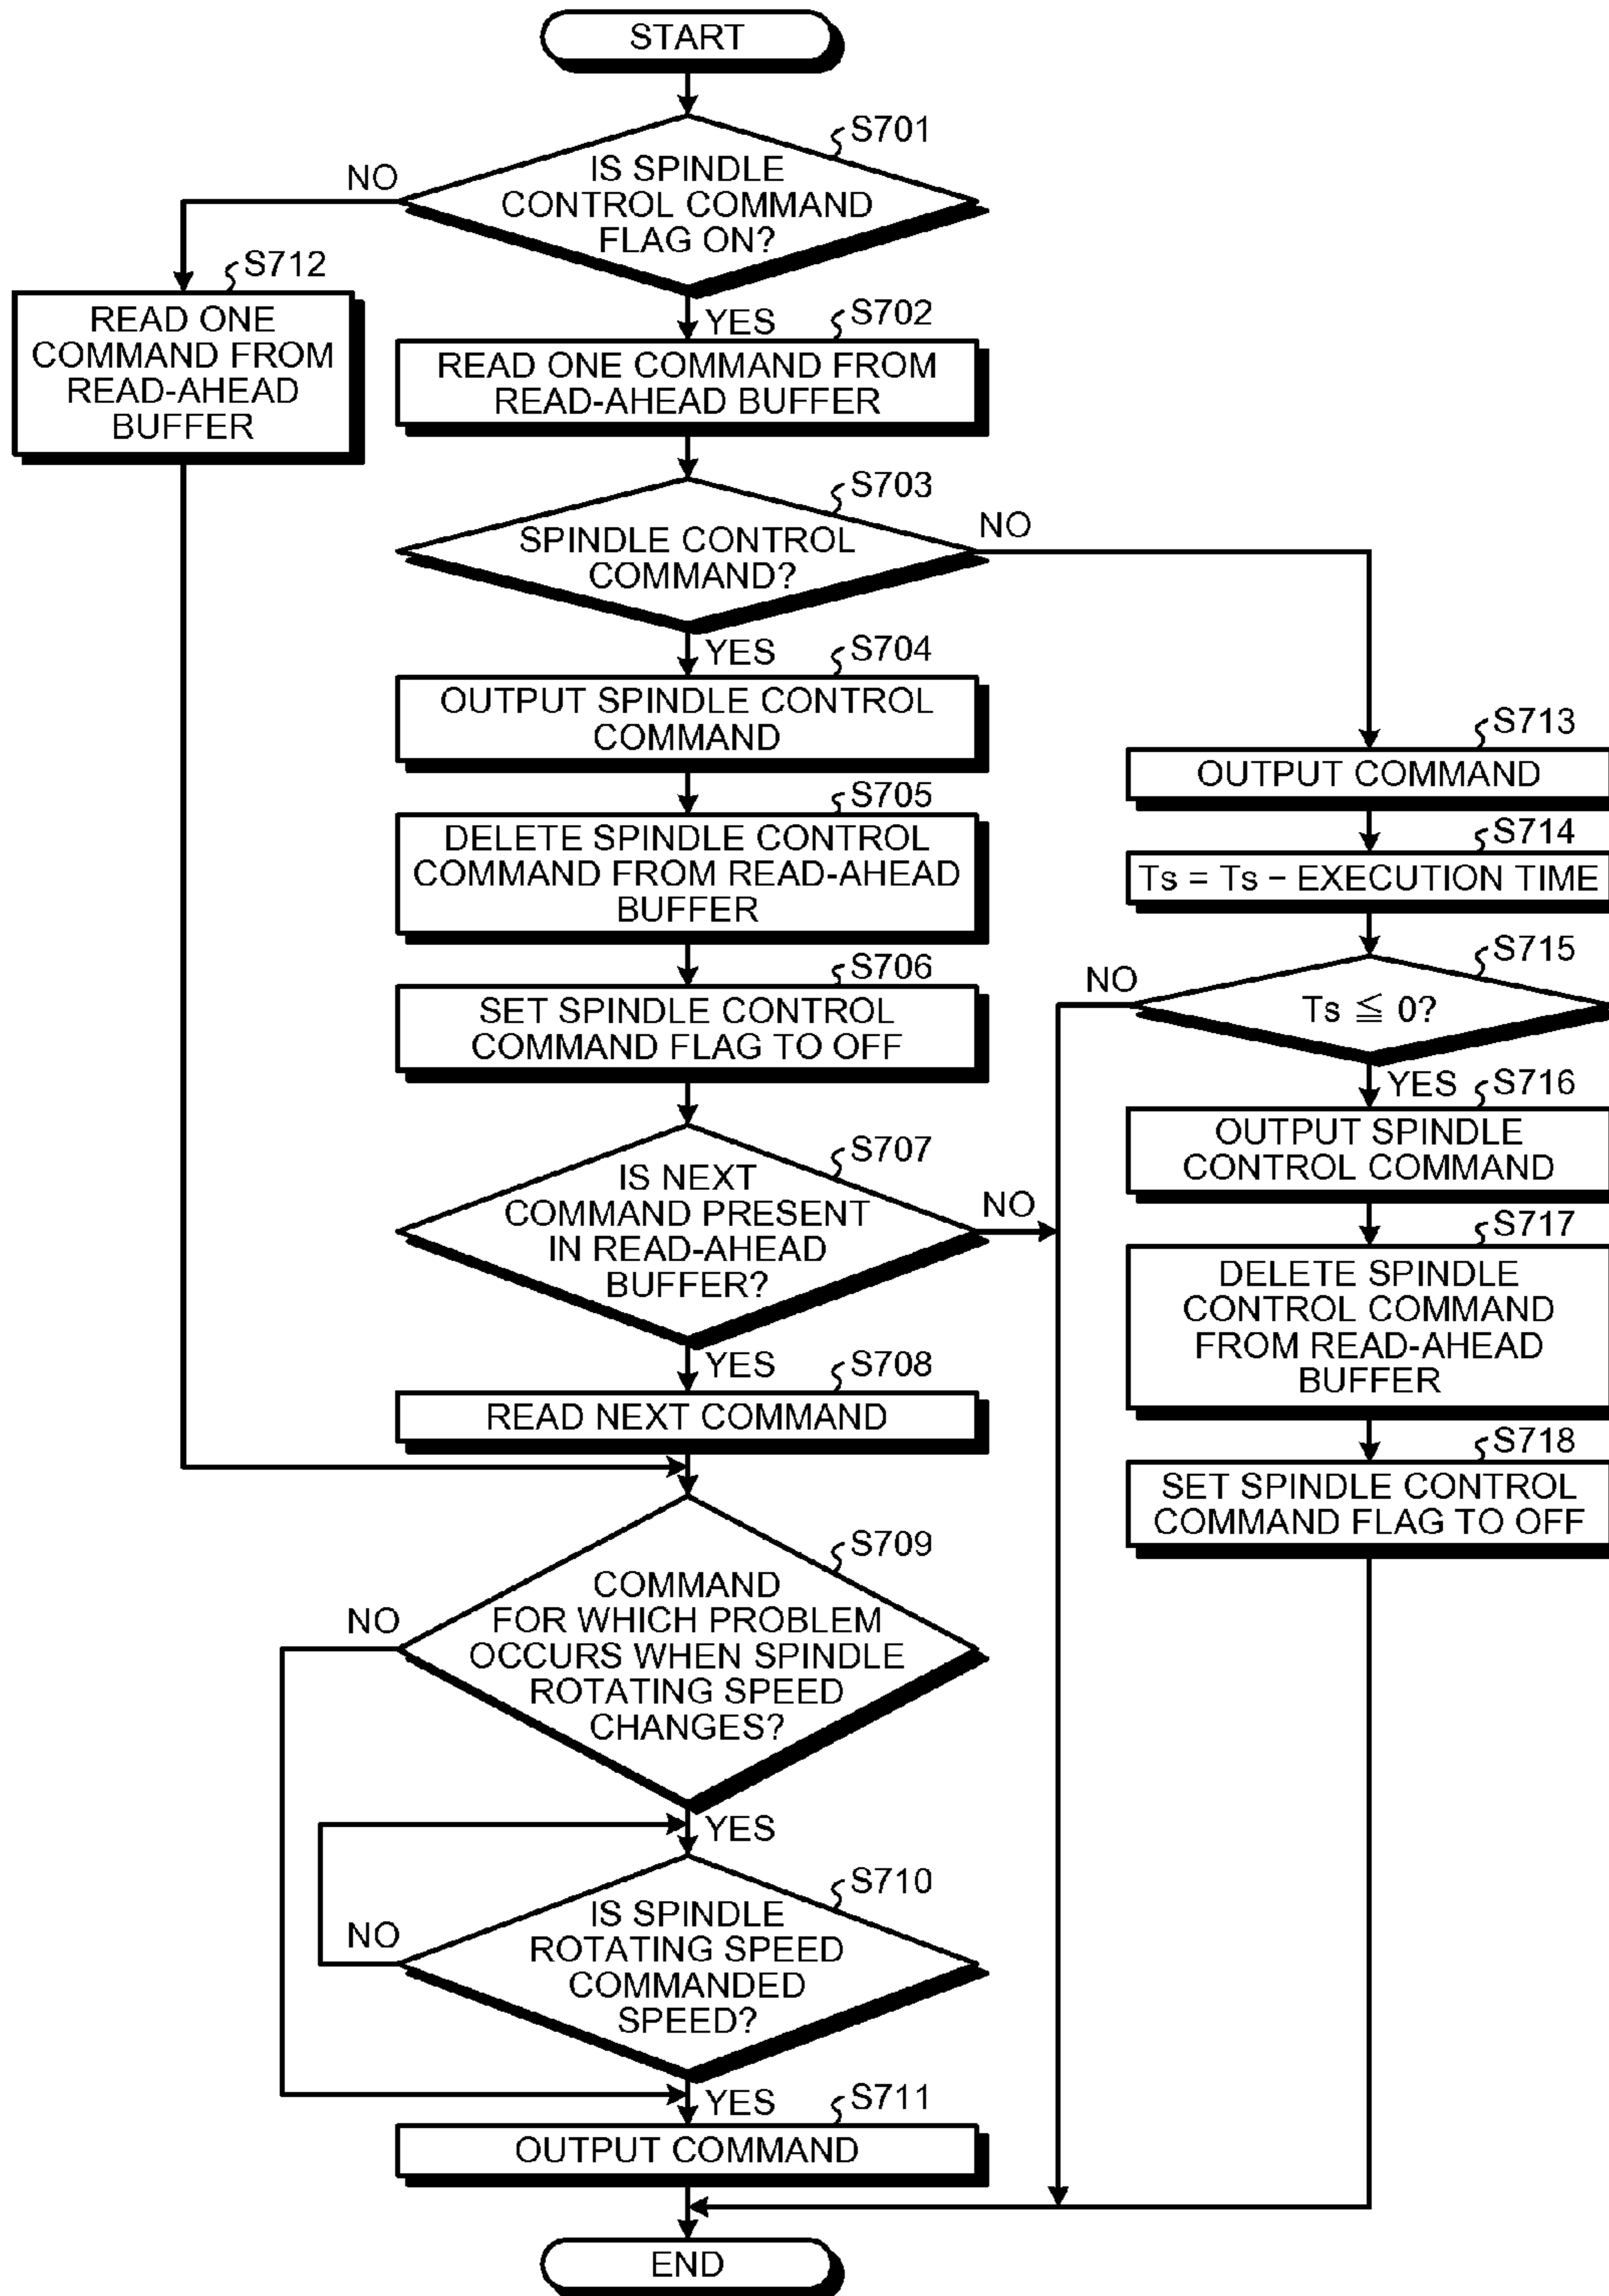 START
S701
IS SPINDLE
CONTROL COMMAND
FLAG ON?
NO
YES
S712
READ ONE
COMMAND FROM
READ-AHEAD
BUFFER
S702
READ ONE COMMAND FROM
READ-AHEAD BUFFER
S703
SPINDLE CONTROL
COMMAND?
NO
YES
S704
OUTPUT SPINDLE CONTROL
COMMAND
S705
DELETE SPINDLE CONTROL
COMMAND FROM READ-AHEAD
BUFFER
S706
SET SPINDLE CONTROL
COMMAND FLAG TO OFF
S707
IS NEXT
COMMAND PRESENT
IN READ-AHEAD
BUFFER?
NO
YES
S708
READ NEXT COMMAND
S709
COMMAND
FOR WHICH PROBLEM
OCCURS WHEN SPINDLE
ROTATING SPEED
CHANGES?
NO
YES
S710
IS SPINDLE
ROTATING SPEED
COMMANDED
SPEED?
NO
YES
S711
OUTPUT COMMAND
S713
OUTPUT COMMAND
S714
Ts = Ts − EXECUTION TIME
S715
Ts ≦ 0?
NO
YES
S716
OUTPUT SPINDLE
CONTROL COMMAND
S717
DELETE SPINDLE
CONTROL COMMAND
FROM READ-AHEAD
BUFFER
S718
SET SPINDLE CONTROL
COMMAND FLAG TO OFF
END